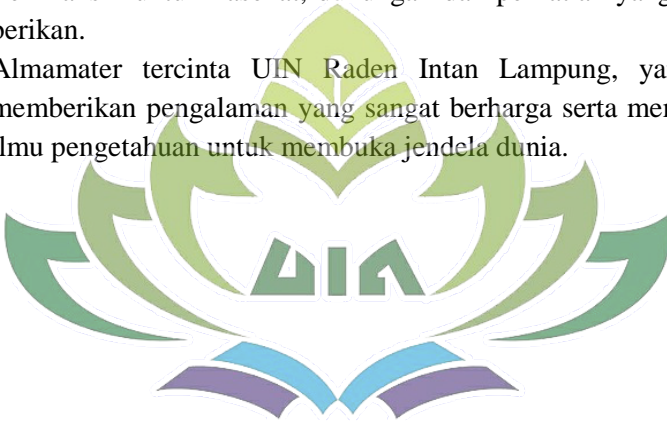 berikan.
Almamater tercinta UIN Raden Intan Lampung, ya
memberikan pengalaman yang sangat berharga serta mer
ilmu pengetahuan untuk membuka jendela dunia.
UIN